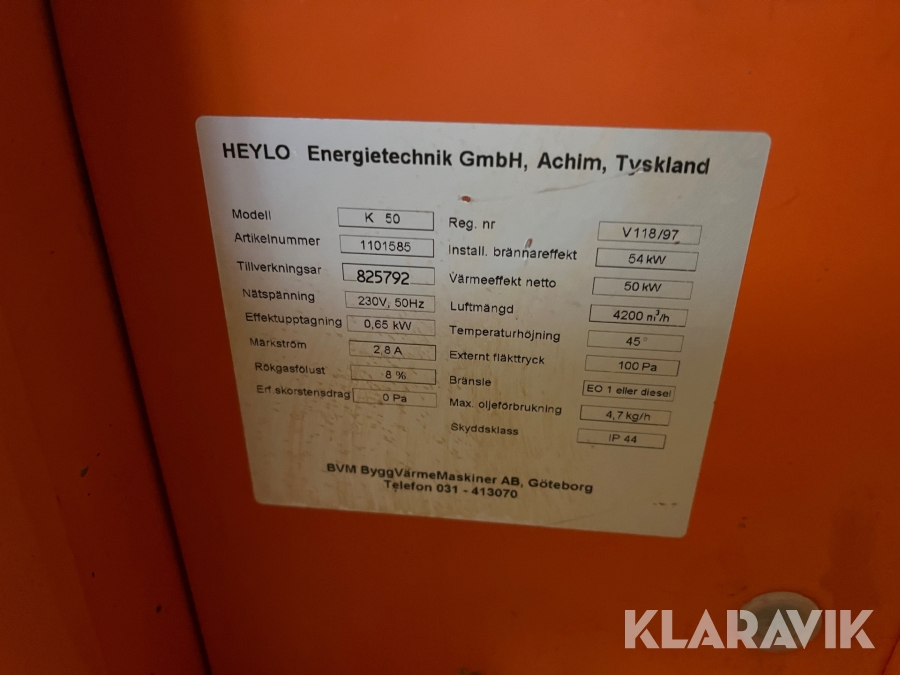 HEYLO Energietechnik GmbH, Achim, Tyskland
Modell K 50
Artikelnummer 1101585
Tillverkningsar 825792
Nätspänning 230V, 50Hz
Effektupptagning 0,65 kW
Märkström 2,8 A
Rökgasfölust 8 %
Erf.skorstensdrag 0 Pa
Reg. nr V118/97
Install. brännareffekt 54 kW
Värmeeffekt netto 50 kW
Luftmängd 4200 m³/h
Temperaturhöjning 45°
Externt fläkttryck 100 Pa
Bränsle EO 1 eller diesel
Max. oljeförbrukning 4,7 kg/h
Skyddsklass IP 44
BVM ByggVärmeMaskiner AB, Göteborg
Telefon 031 - 413070
KLARAVIK